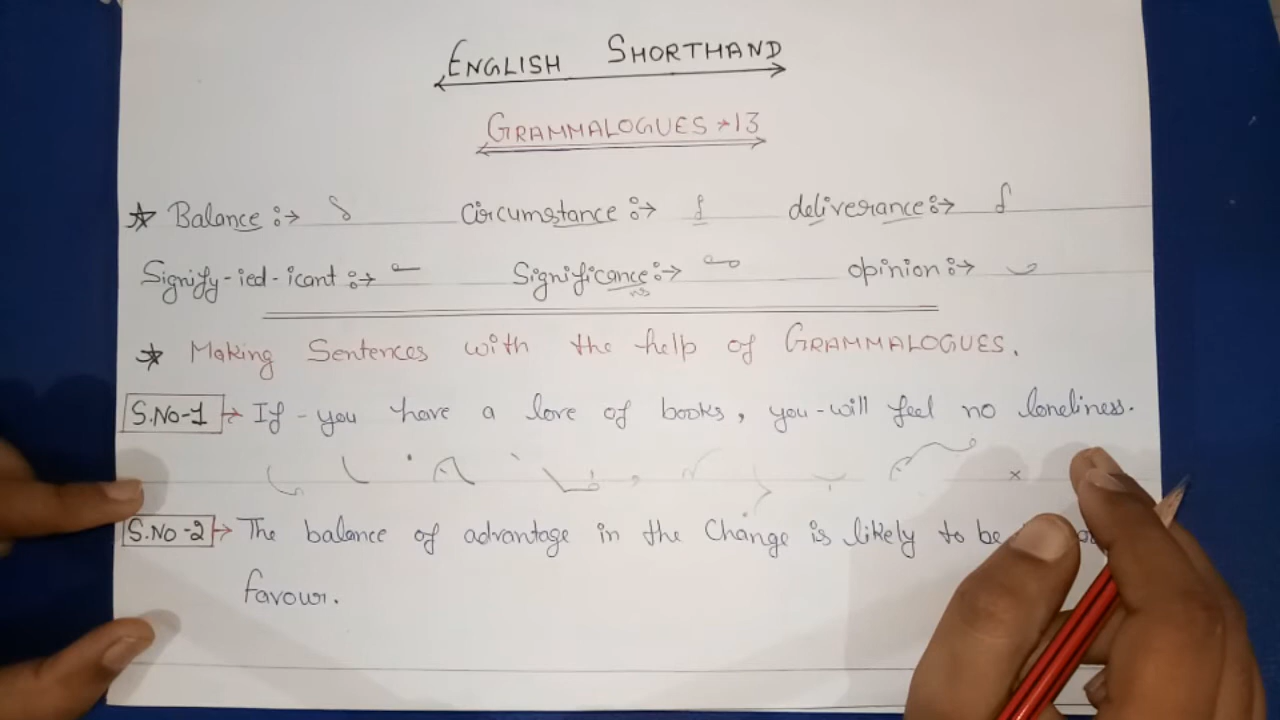 ENGLISH SHORTHAND
GRAMMALOGUES → 13
☆ Balance :→ Circumstance :→ deliverance :→
Signify-ied-icant :→ Significance :→ opinion :→
ns
☆ Making Sentences with the help of GRAMMALOGUES.
S.No-1 → If-you have a love of books, you-will feel no loneliness.
S.No-2 → The balance of advantage in the Change is likely to be
favour.